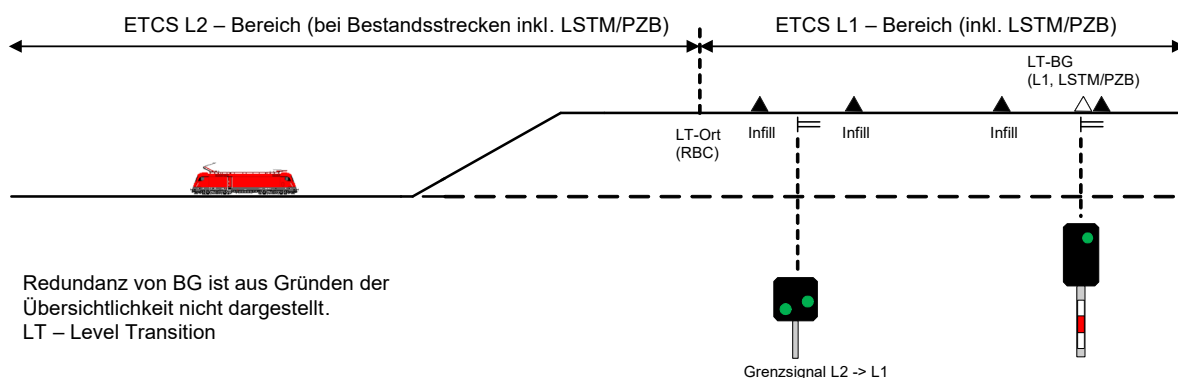 ETCS L2 – Bereich (bei Bestandsstrecken inkl. LSTM/PZB)
ETCS L1 – Bereich (inkl. LSTM/PZB)
LT-BG
(L1, LSTM/PZB)
LT-Ort
(RBC)
Infill
Infill
Infill
Redundanz von BG ist aus Gründen der
Übersichtlichkeit nicht dargestellt.
LT – Level Transition
Grenzsignal L2 -> L1